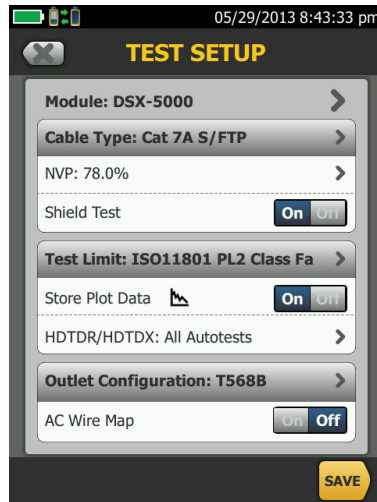 05/29/2013 8:43:33 pm
TEST SETUP
Module: DSX-5000
Cable Type: Cat 7A S/FTP
NVP: 78.0%
Shield Test On Off
Test Limit: ISO11801 PL2 Class Fa
Store Plot Data On Off
HDTDR/HDTDX: All Autotests
Outlet Configuration: T568B
AC Wire Map On Off
SAVE